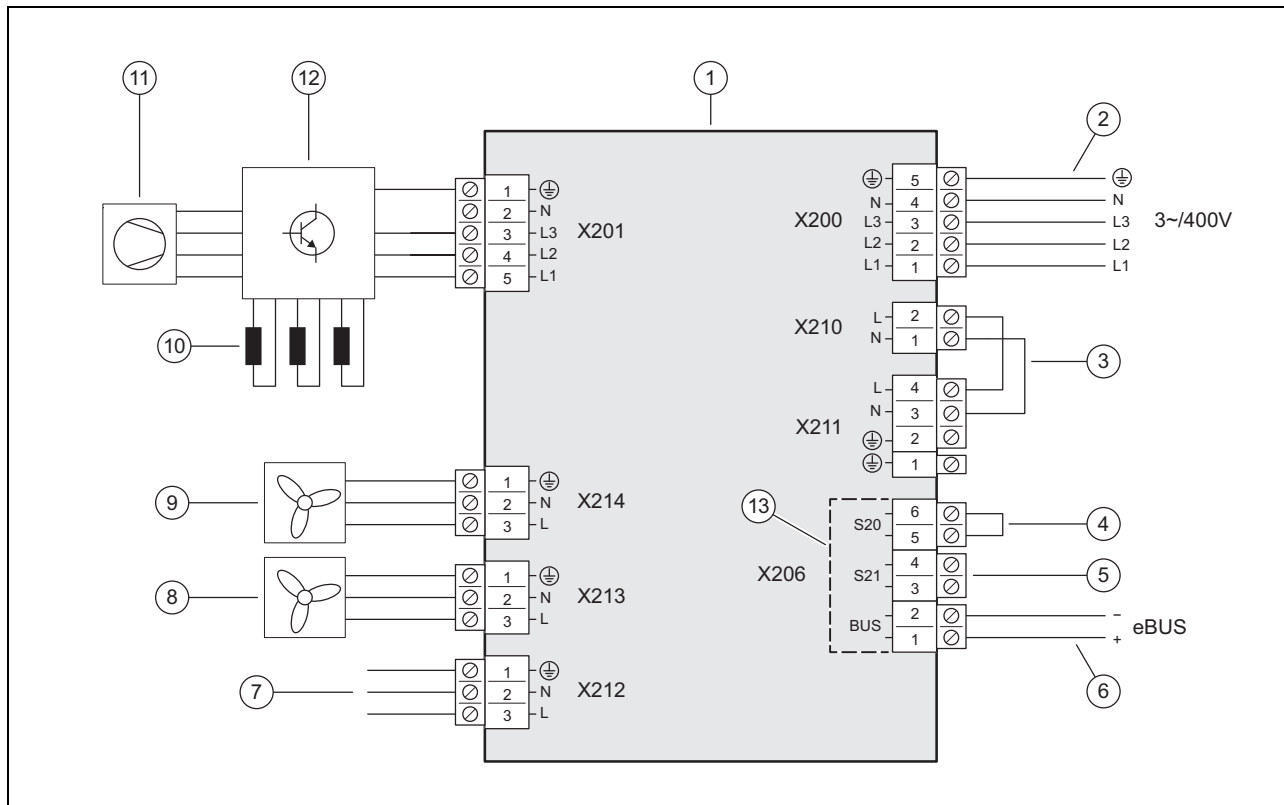 11
12
1
2
1
2 N
3 L3
4 L2
5 L1
X201
X200
5
N 4
L3 3
L2 2
L1 1
N
L3
L2
L1
3~/400V
10
X210
L 2
N 1
3
X211
L 4
N 3
2
1
9
1
2 N
3 L
X214
13
S20
6
5
4
8
1
2 N
3 L
X213
X206
S21
4
3
5
BUS
2
1
–
+
eBUS
7
1
2 N
3 L
X212
6